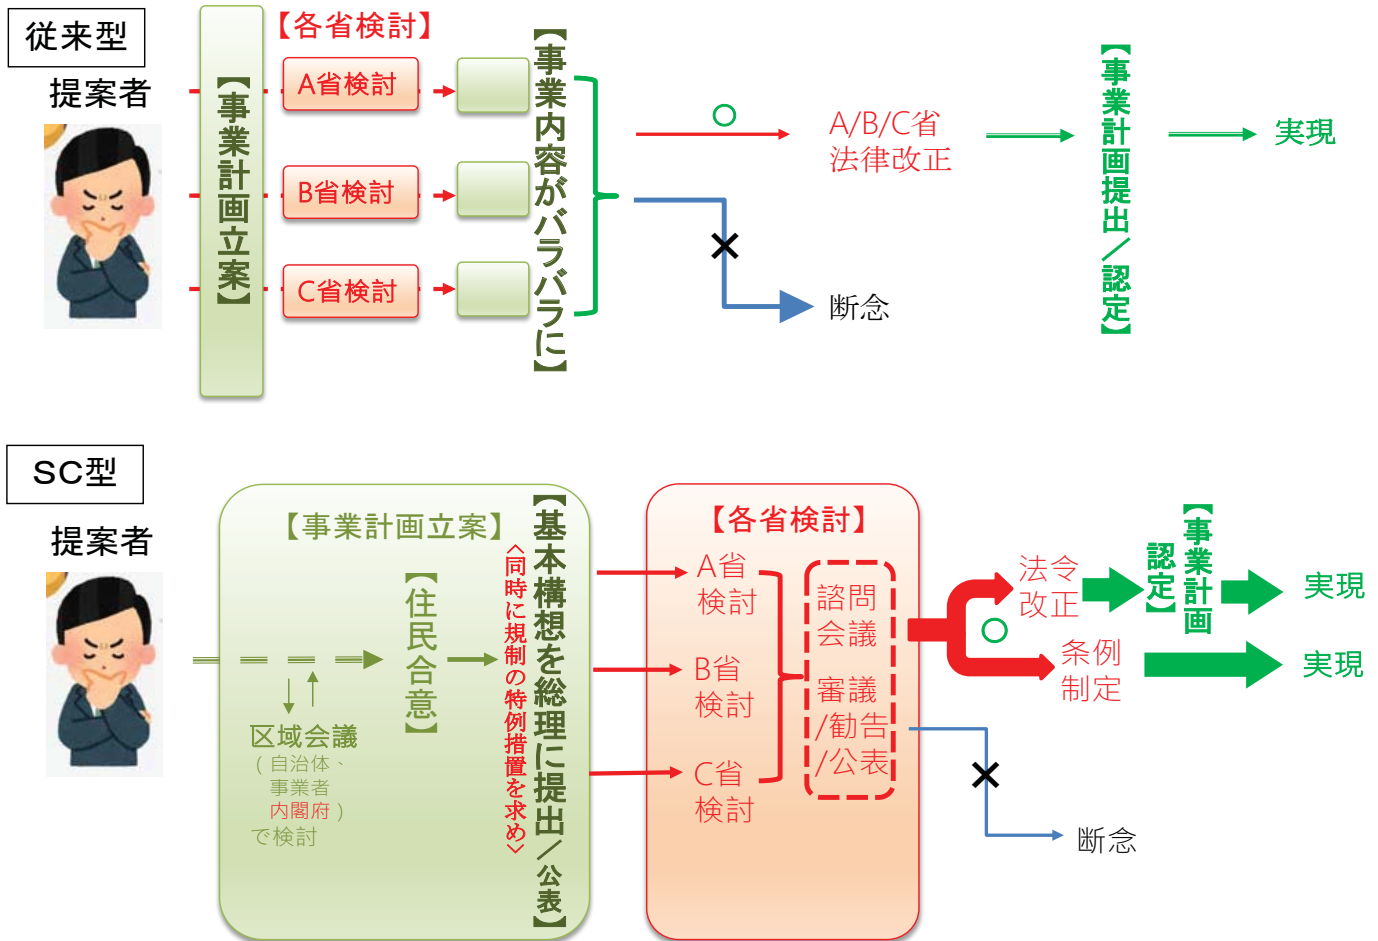 従来型
提案者
【事業計画立案】
【各省検討】
A省検討
B省検討
C省検討
【事業内容がバラバラに】
A/B/C省
法律改正
断念
【事業計画提出／認定】
実現
SC型
提案者
【事業計画立案】
区域会議
(自治体、
事業者
内閣府)
で検討
【住民合意】
〈同時に規制の特例措置を求め〉
【基本構想を総理に提出／公表】
【各省検討】
A省
検討
B省
検討
C省
検討
諮問
会議
審議
/勧告
/公表
法令
改正
条例
制定
断念
【事業計画
認定】
実現
実現